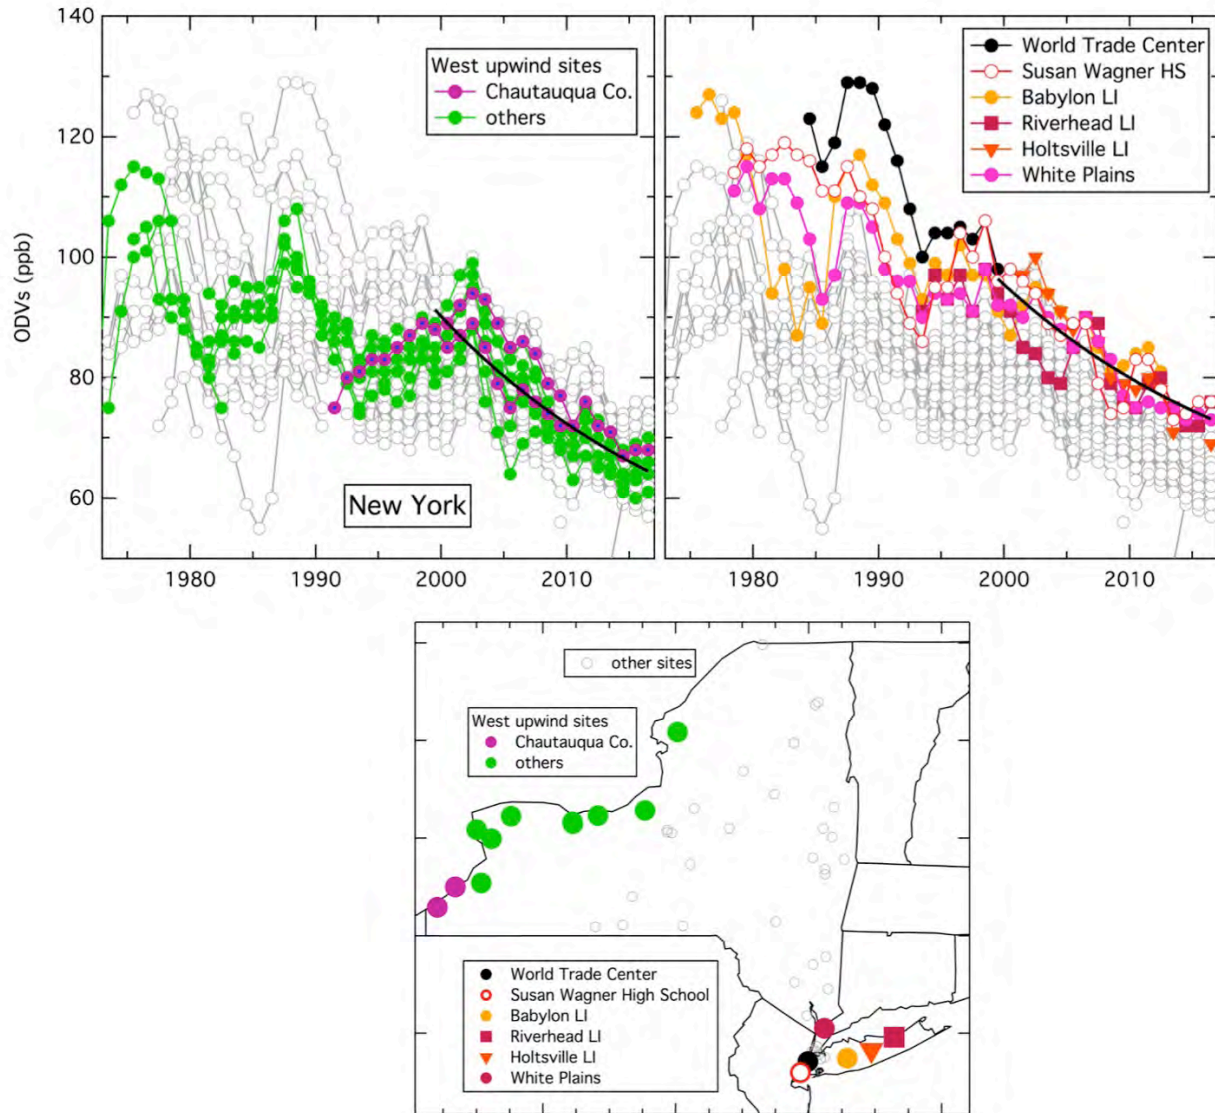 140
120
100
80
60
ODVs (ppb)
West upwind sites
Chautauqua Co.
others
New York
1980
1990
2000
2010
World Trade Center
Susan Wagner HS
Babylon LI
Riverhead LI
Holtsville LI
White Plains
1980
1990
2000
2010
other sites
West upwind sites
Chautauqua Co.
others
World Trade Center
Susan Wagner High School
Babylon LI
Riverhead LI
Holtsville LI
White Plains